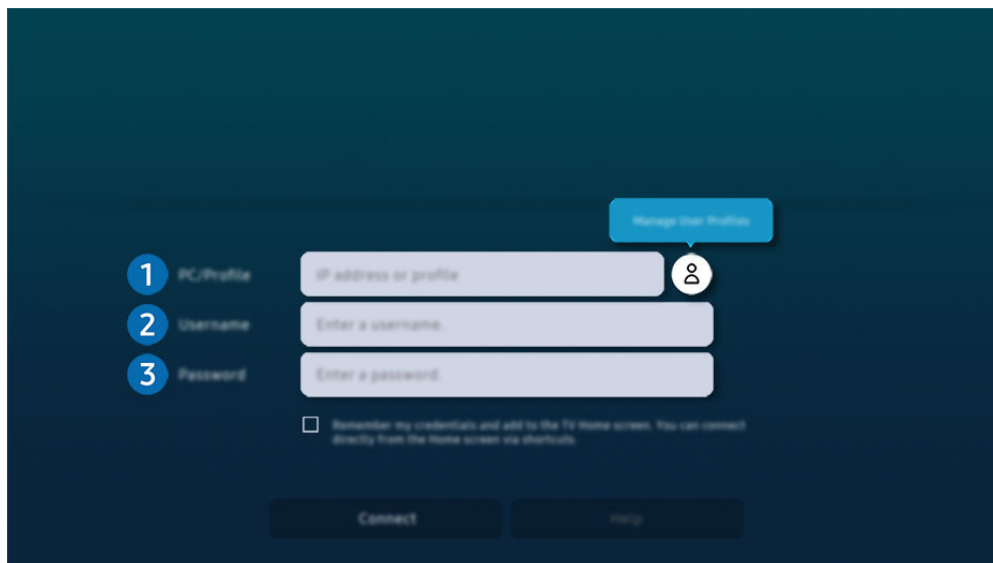 Manage User Profiles
1 PC/Profile IP address or profile
2 Username Enter a username.
3 Password Enter a password.
Remember my credentials and add to the TV Home screen. You can connect
directly from the Home screen via shortcuts.
Connect Help